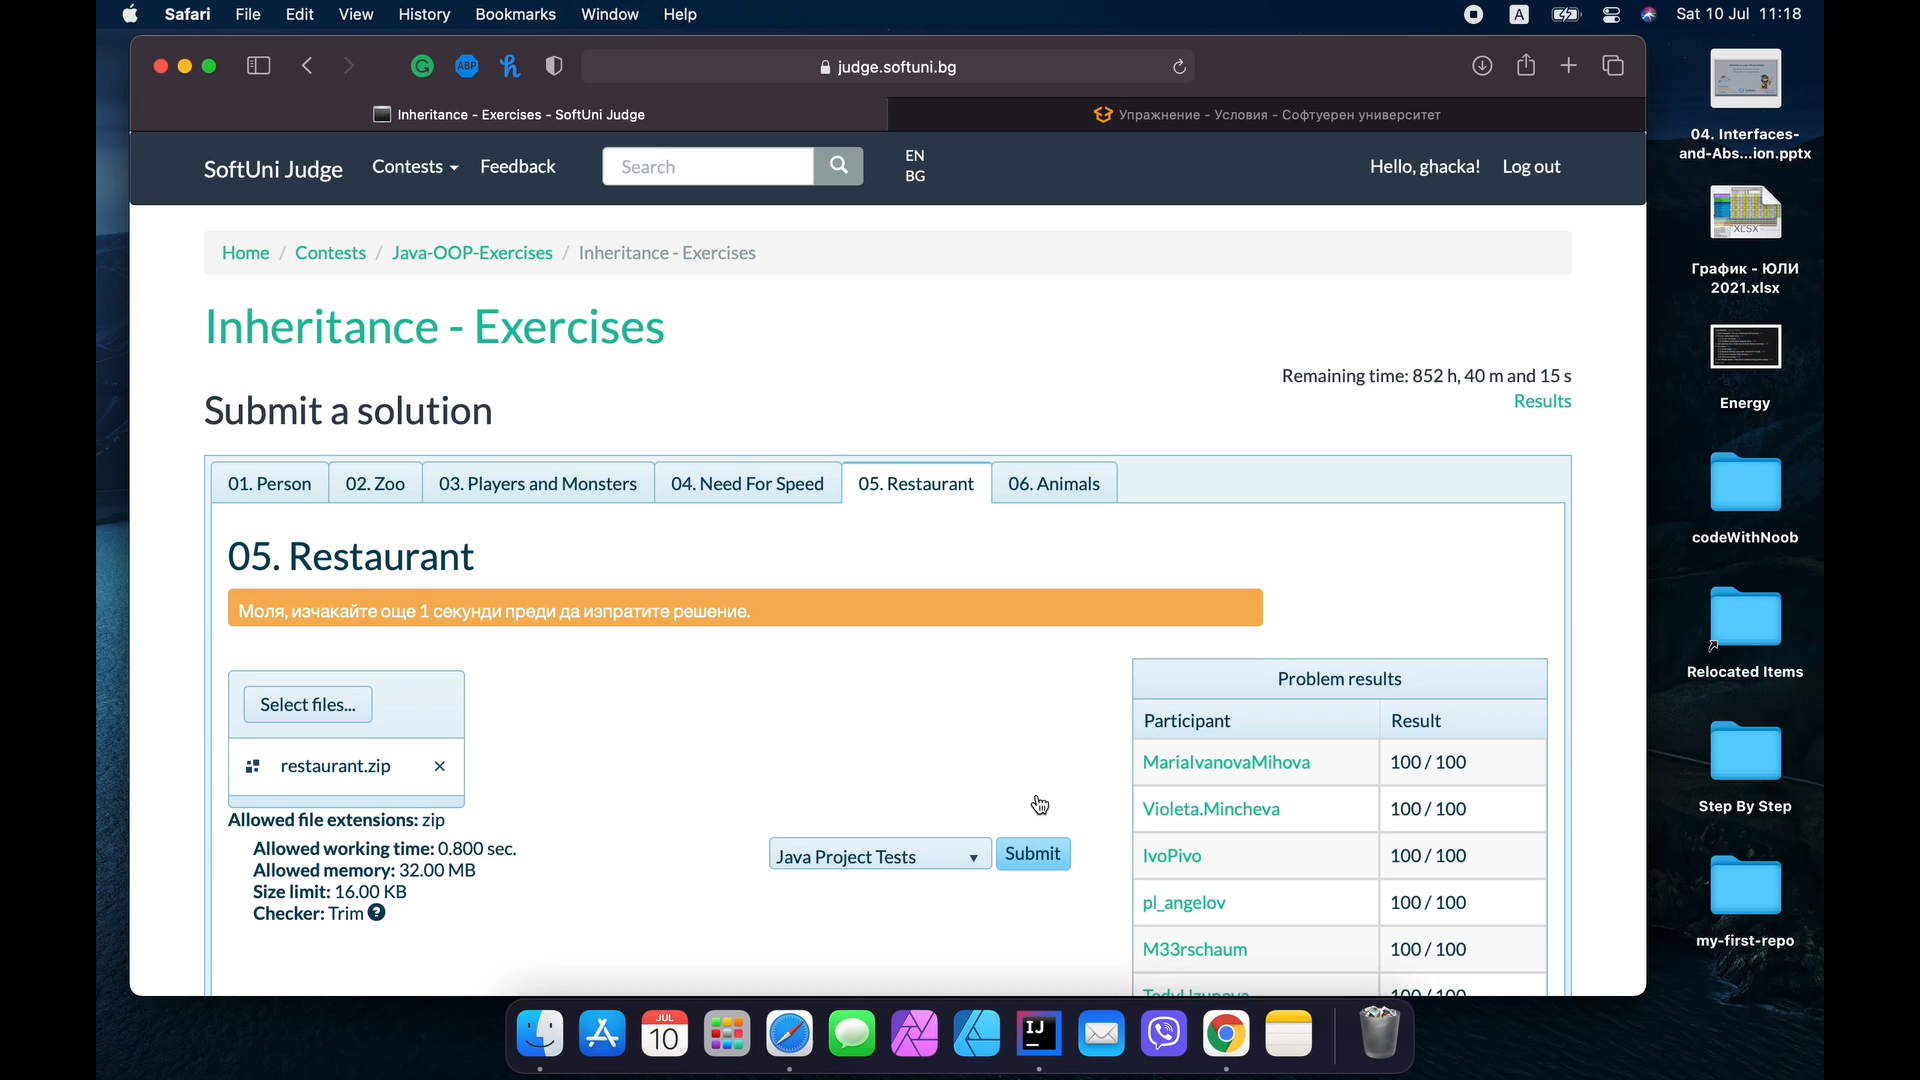 Safari File Edit View History Bookmarks Window Help
A
Sat 10 Jul 11:18
ABP
judge.softuni.bg
Inheritance - Exercises - SoftUni Judge
Упражнение - Условия - Софтуерен университет
SoftUni Judge
Contests
Feedback
Search
EN
BG
Hello, ghacka!
Log out
Home / Contests / Java-OOP-Exercises / Inheritance - Exercises
Inheritance - Exercises
Remaining time: 852 h, 40 m and 15 s
Results
Submit a solution
01. Person
02. Zoo
03. Players and Monsters
04. Need For Speed
05. Restaurant
06. Animals
05. Restaurant
Моля, изчакайте още 1 секунди преди да изпратите решение.
Select files...
restaurant.zip
Allowed file extensions: zip
Allowed working time: 0.800 sec.
Allowed memory: 32.00 MB
Size limit: 16.00 KB
Checker: Trim ?
Java Project Tests
Submit
Problem results
Participant Result
MariaIvanovaMihova 100 / 100
Violeta.Mincheva 100 / 100
IvoPivo 100 / 100
pl_angelov 100 / 100
M33rschaum 100 / 100
04. Interfaces-
and-Abs...ion.pptx
XLSX
График - ЮЛИ
2021.xlsx
Energy
codeWithNoob
Relocated Items
Step By Step
my-first-repo
JUL
10
IJ